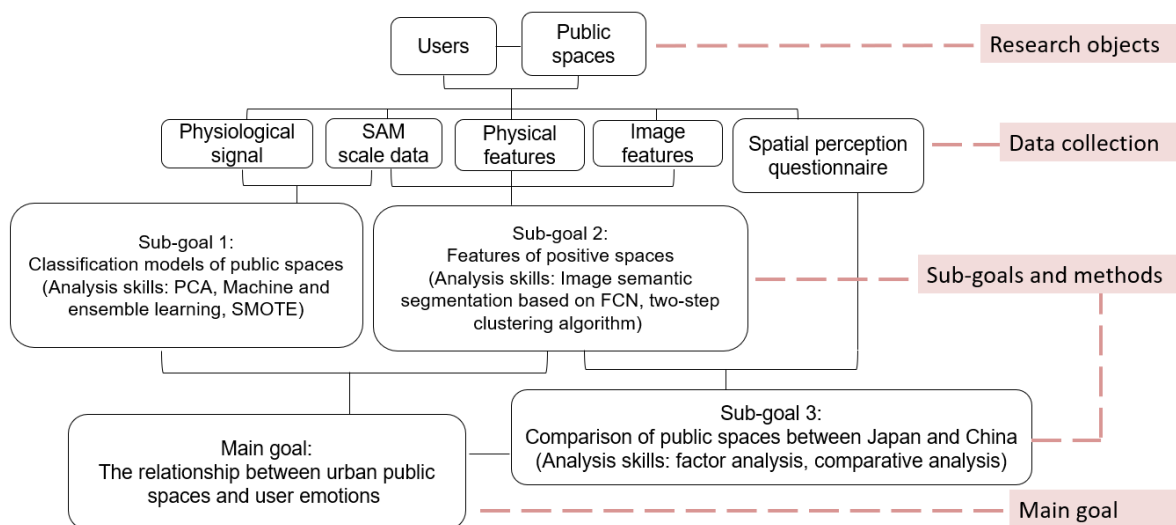 Users
Public
spaces
Research objects
Physiological
signal
SAM
scale data
Physical
features
Image
features
Spatial perception
questionnaire
Data collection
Sub-goal 1:
Classification models of public spaces
(Analysis skills: PCA, Machine and
ensemble learning, SMOTE)
Sub-goal 2:
Features of positive spaces
(Analysis skills: Image semantic
segmentation based on FCN, two-step
clustering algorithm)
Sub-goals and methods
Main goal:
The relationship between urban public
spaces and user emotions
Sub-goal 3:
Comparison of public spaces between Japan and China
(Analysis skills: factor analysis, comparative analysis)
Main goal